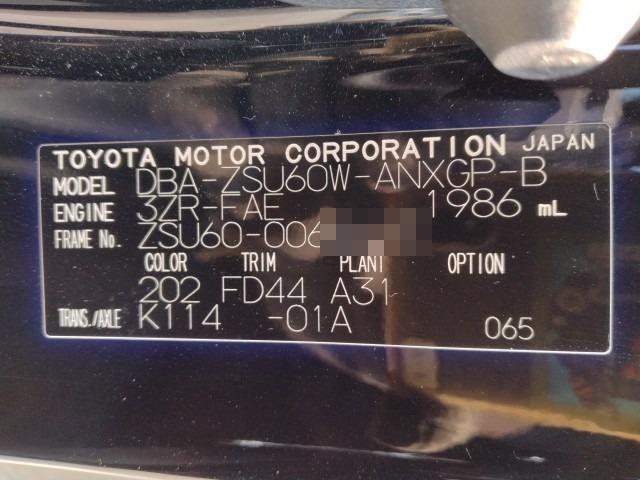 TOYOTA MOTOR CORPORATION JAPAN
MODEL DBA-ZSU60W-ANXGP-B
ENGINE 3ZR-FAE 1986 mL
FRAME No. ZSU60-006
COLOR TRIM PLANT OPTION
202 FD44 A31
TRANS./AXLE K114 -01A 065